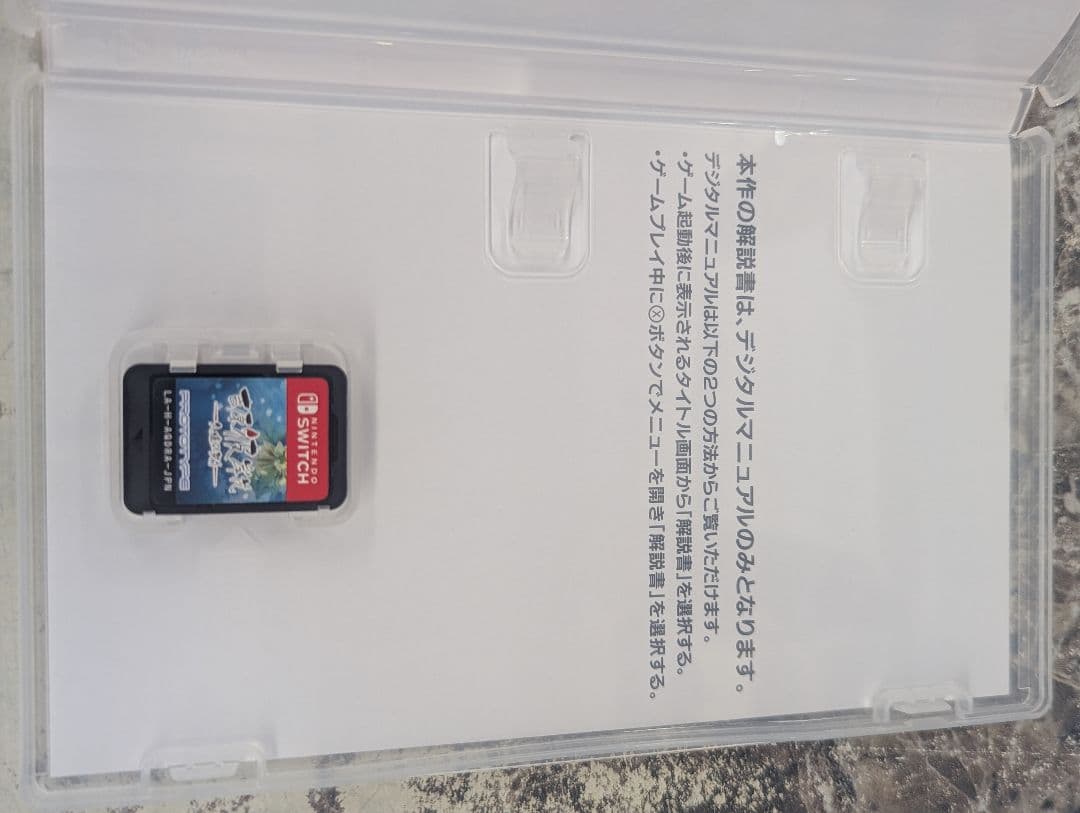 本作の解説書は、デジタルマニュアルのみとなります。
デジタルマニュアルは以下の2つの方法からご覧いただけます。
・ゲーム起動後に表示されるタイトル画面から「解説書」を選択する。
・ゲームプレイ中にⓍボタンでメニューを開き「解説書」を選択する。
NINTENDO
SWITCH
PROTOTYPE
LA-H-AQDRA-JPN